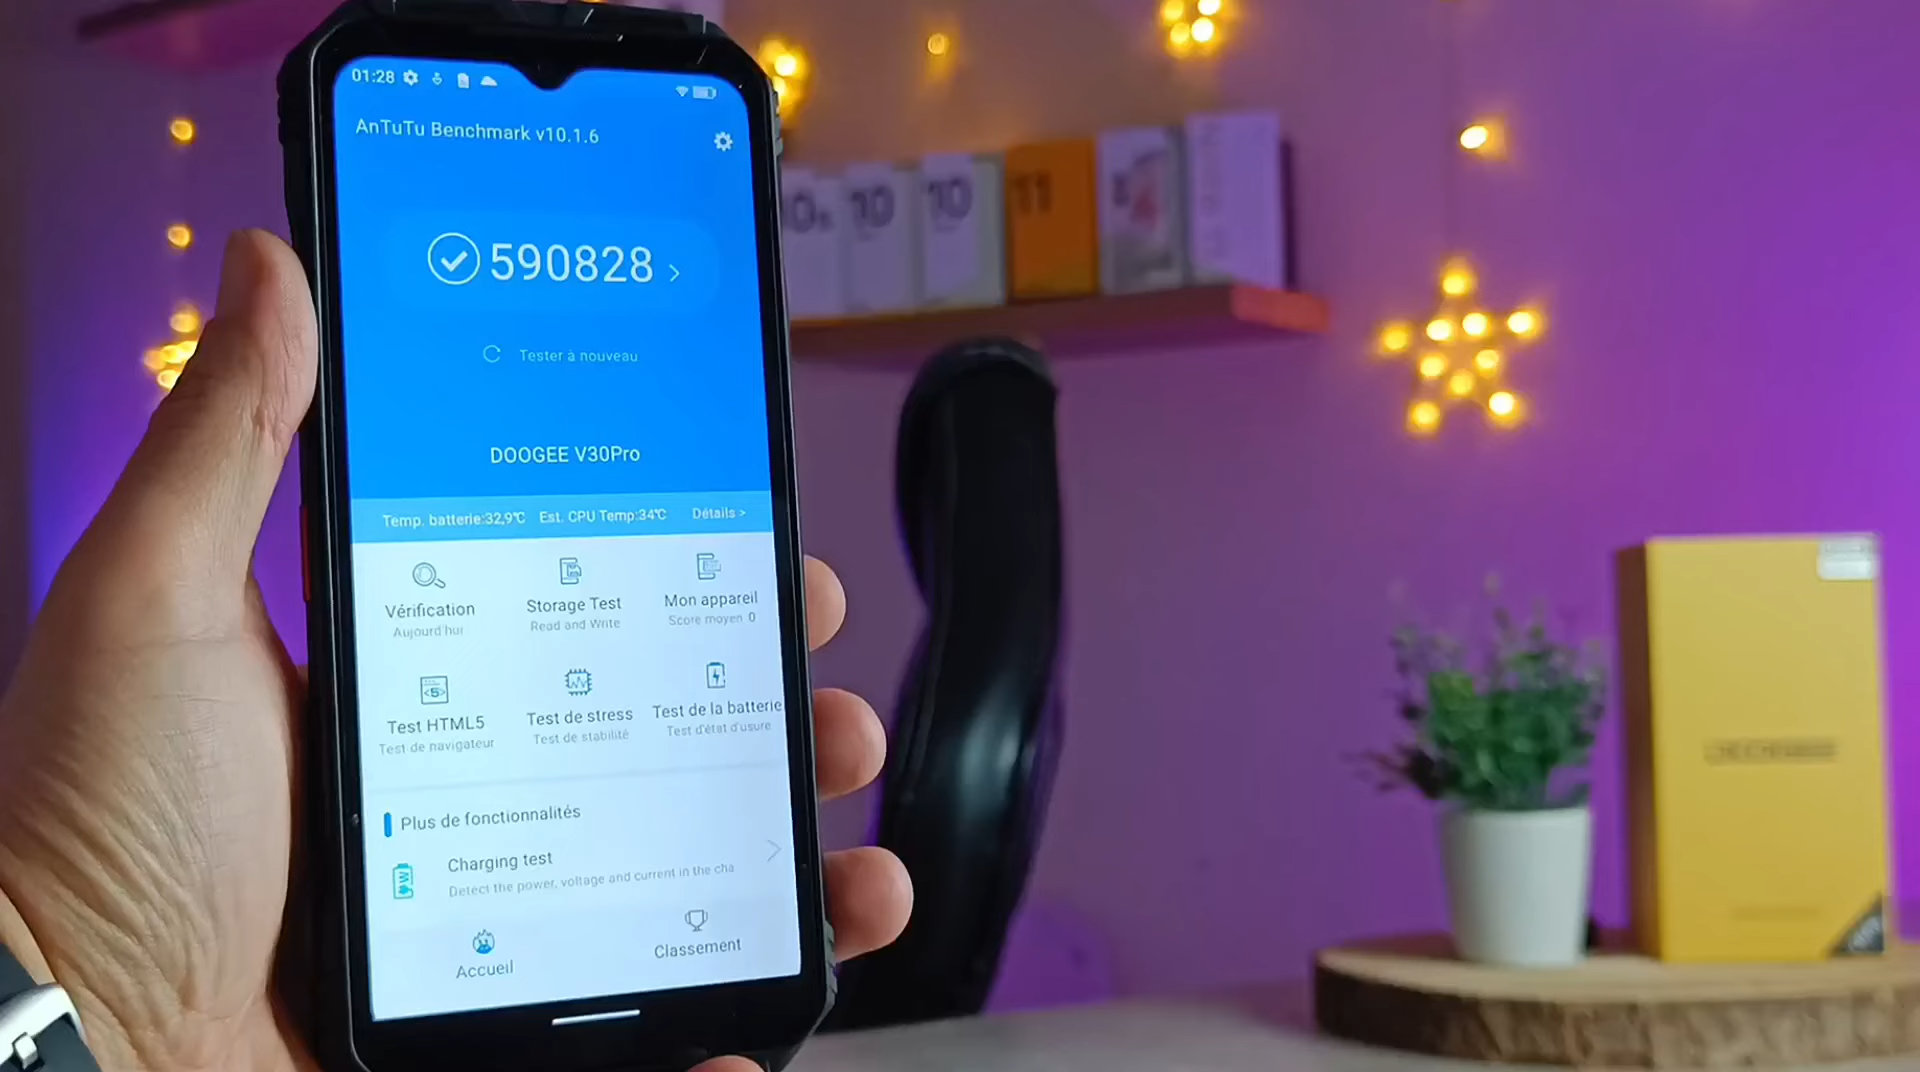 01:28
AnTuTu Benchmark v10.1.6
590828
Tester à nouveau
DOOGEE V30Pro
Temp. batterie:32,9℃ Est. CPU Temp:34℃ Détails >
Vérification
Aujourd'hui
Storage Test
Read and Write
Mon appareil
Score moyen 0
Test HTML5
Test de navigateur
Test de stress
Test de stabilité
Test de la batterie
Test d'état d'usure
Plus de fonctionnalités
Charging test
Detect the power, voltage and current in the cha
Accueil
Classement
10
10
11